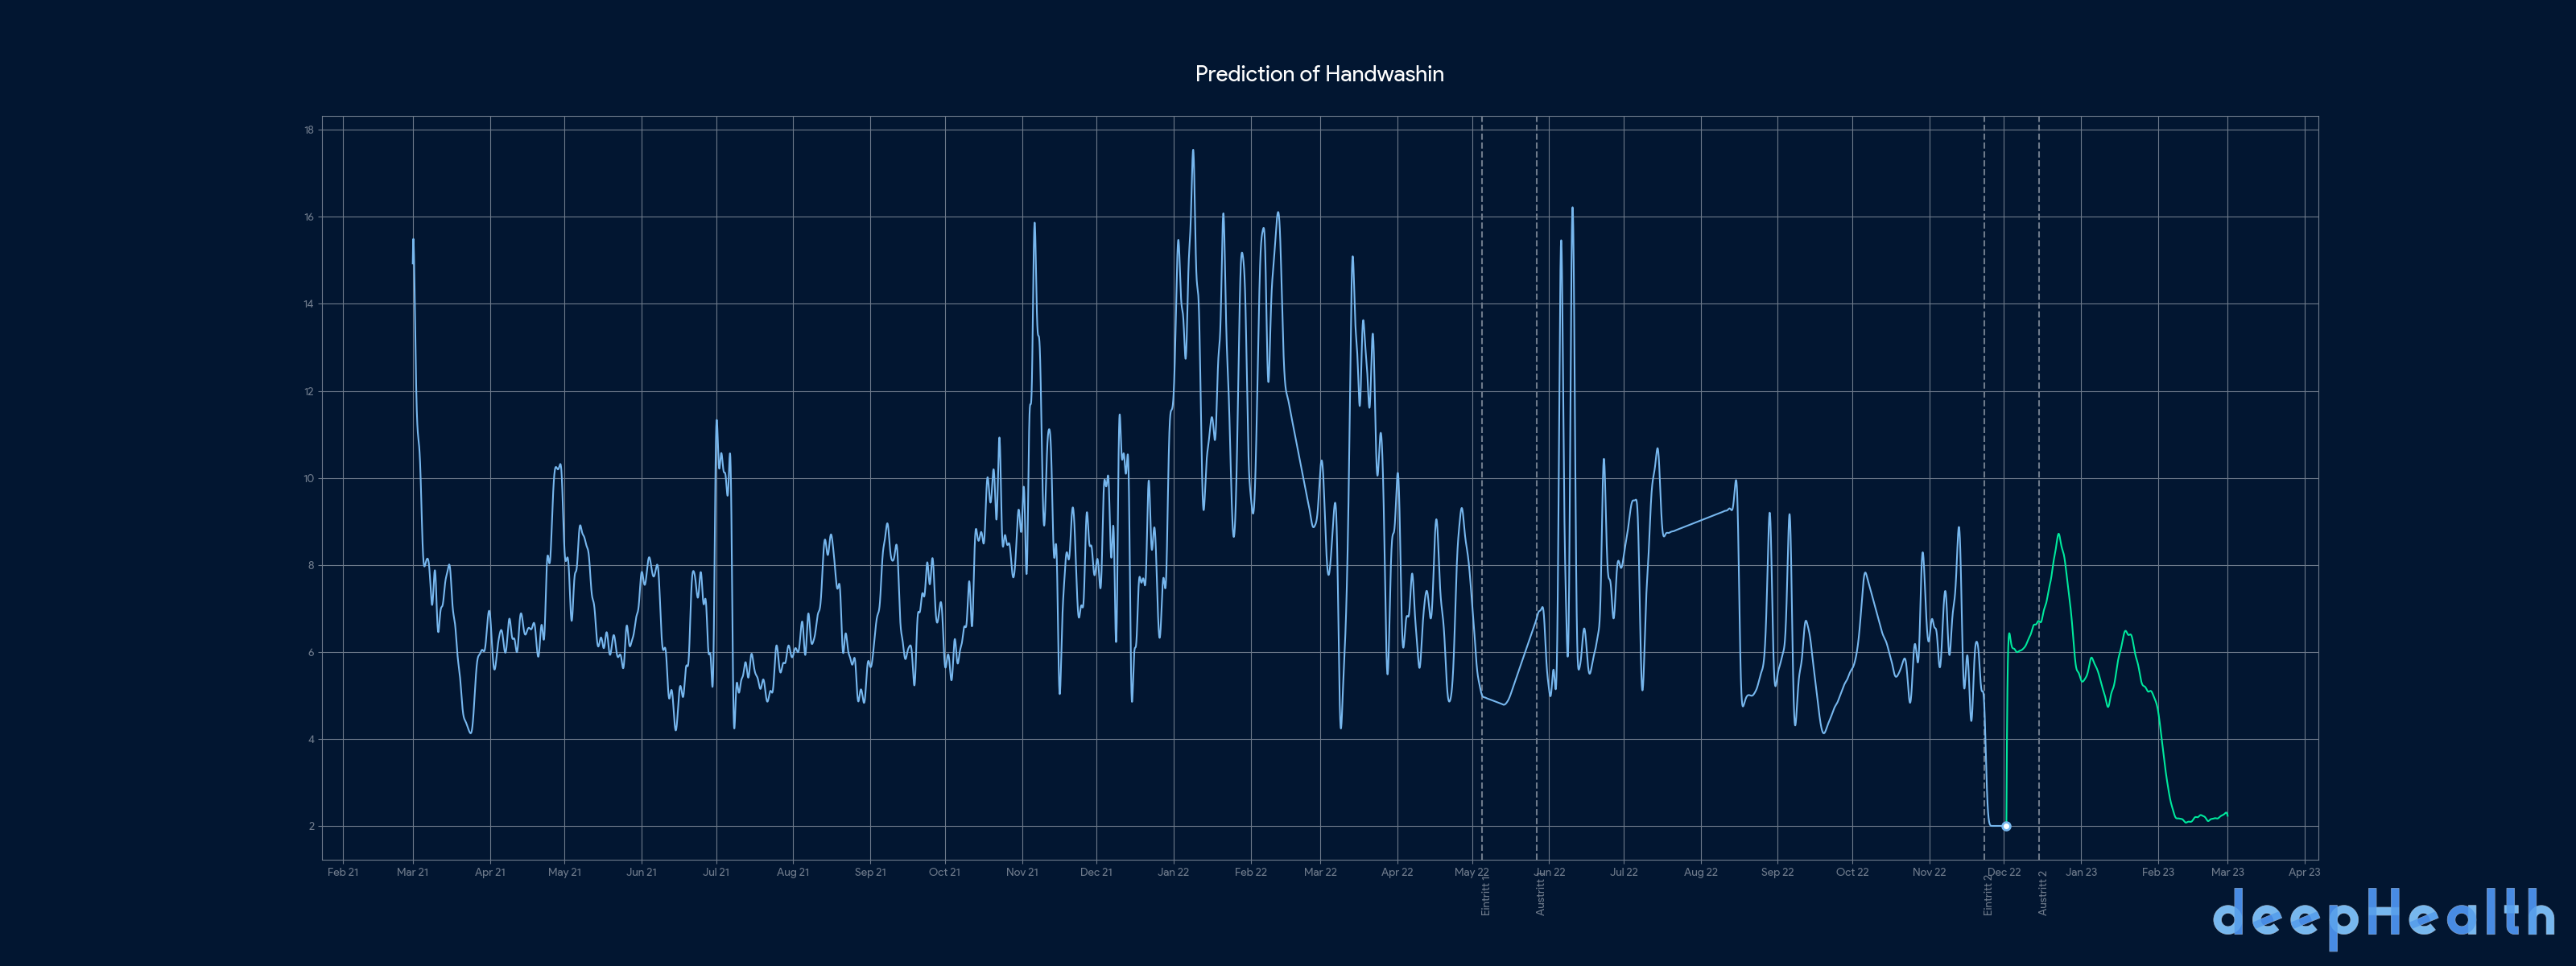 Prediction of Handwashin
18
16
14
12
10
8
6
4
2
Feb 21 Mar 21 Apr 21 May 21 Jun 21 Jul 21 Aug 21 Sep 21 Oct 21 Nov 21 Dec 21 Jan 22 Feb 22 Mar 22 Apr 22 May 22 Jun 22 Jul 22 Aug 22 Sep 22 Oct 22 Nov 22 Dec 22 Jan 23 Feb 23 Mar 23 Apr 23
Eintritt 1
Austritt 1
Eintritt 2
Austritt 2
deepHealth